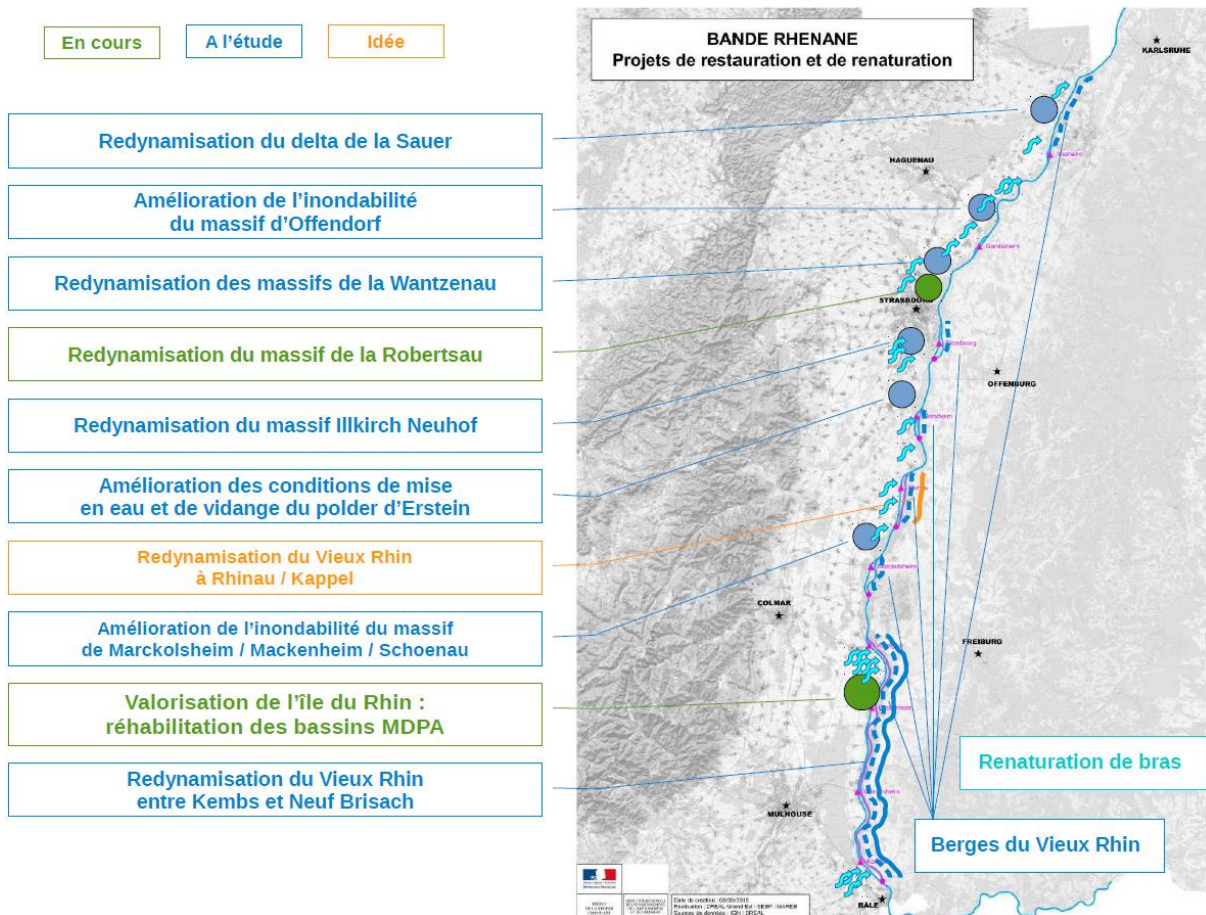 En cours
A l'étude
Idée
BANDE RHENANE
Projets de restauration et de renaturation
KARLSRUHE
Redynamisation du delta de la Sauer
HAGUENAU
Amélioration de l'inondabilité
du massif d'Offendorf
Redynamisation des massifs de la Wantzenau
STRASBOURG
Redynamisation du massif de la Robertsau
OFFENBURG
Redynamisation du massif Illkirch Neuhof
Amélioration des conditions de mise
en eau et de vidange du polder d'Erstein
Redynamisation du Vieux Rhin
à Rhinau / Kappel
COLMAR
Amélioration de l'inondabilité du massif
de Marckolsheim / Mackenheim / Schoenau
FREIBURG
Valorisation de l'île du Rhin :
réhabilitation des bassins MDPA
Renaturation de bras
Redynamisation du Vieux Rhin
entre Kembs et Neuf Brisach
MULHOUSE
Berges du Vieux Rhin
BÂLE